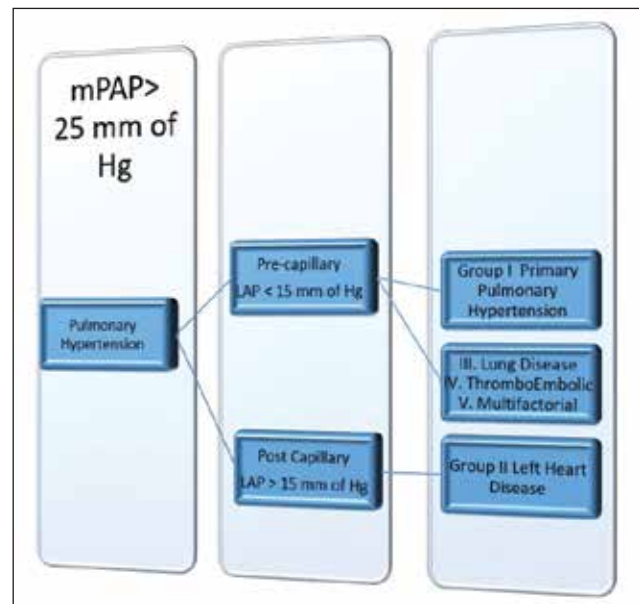 mPAP>
25 mm of
Hg
Pulmonary
Hypertension
Pre-capillary
LAP < 15 mm of Hg
Post Capillary
LAP > 15 mm of Hg
Group I Primary
Pulmonary
Hypertension
III. Lung Disease
IV. ThromboEmbolic
V. Multifactorial
Group II Left Heart
Disease